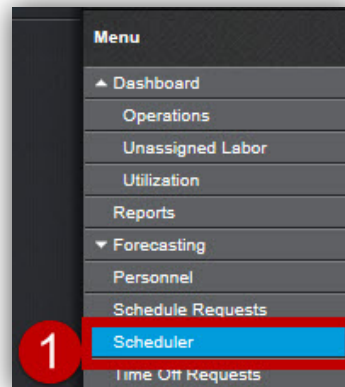 Menu
Dashboard
Operations
Unassigned Labor
Utilization
Reports
Forecasting
Personnel
Schedule Requests
1 Scheduler
Time Off Requests